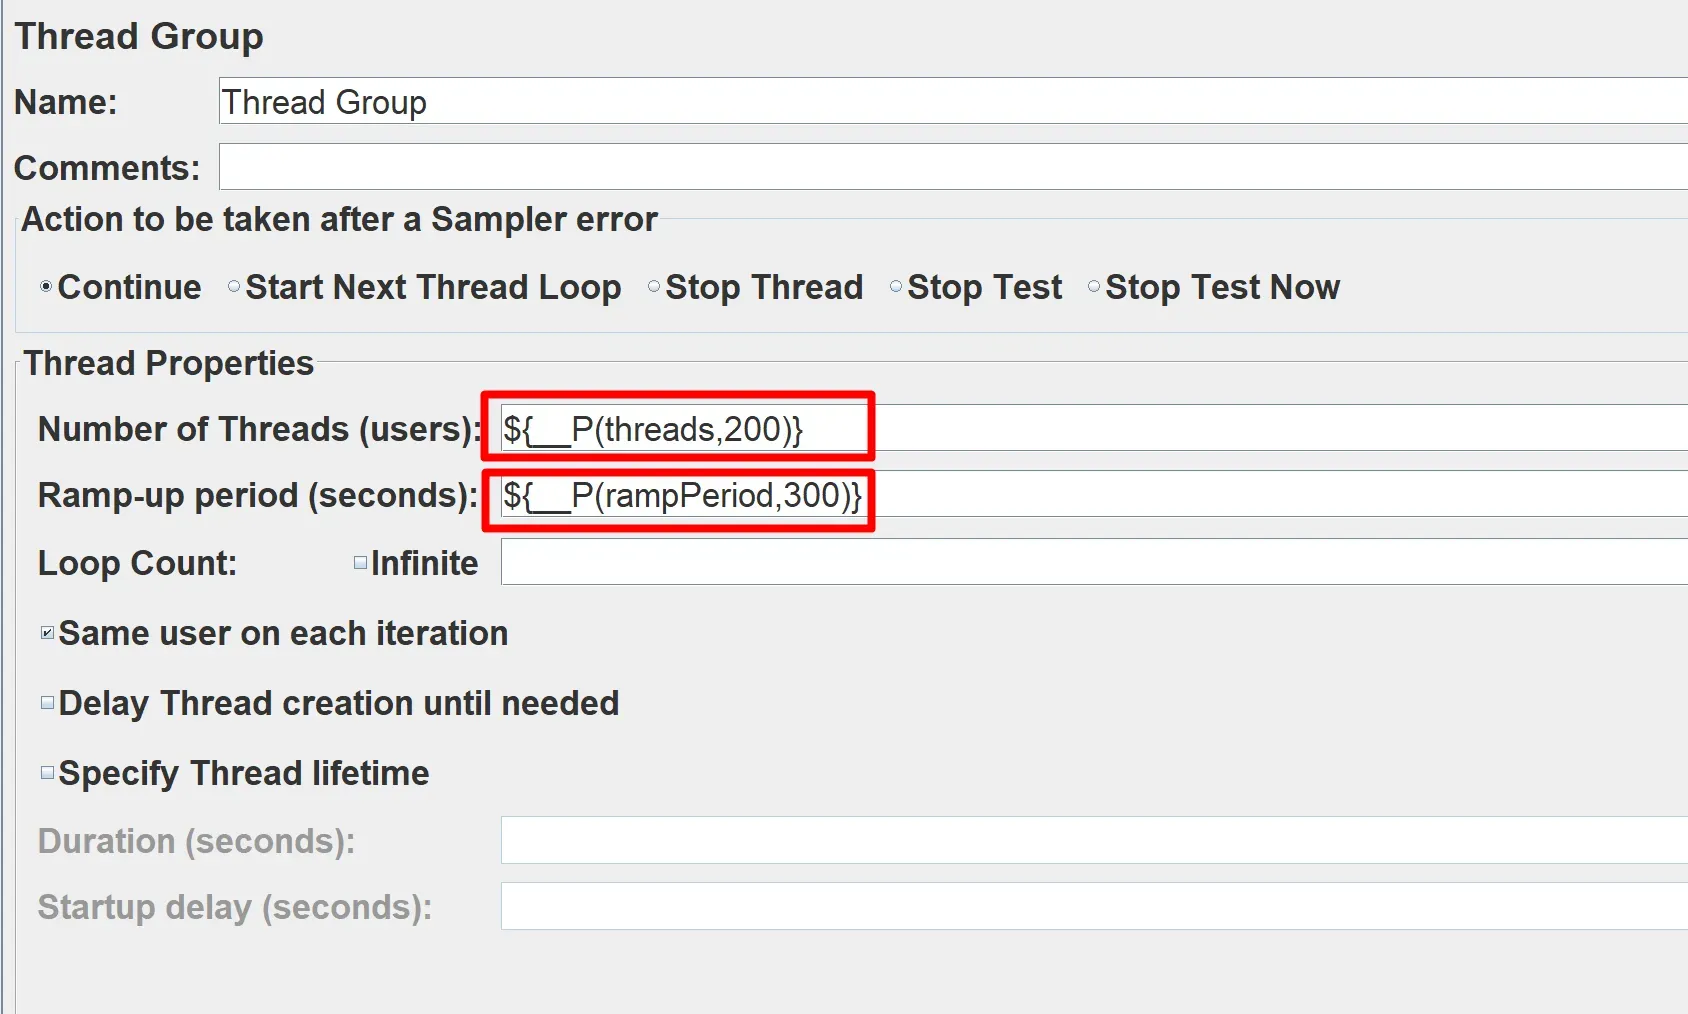 Thread Group
Name: Thread Group
Comments:
Action to be taken after a Sampler error
Continue Start Next Thread Loop Stop Thread Stop Test Stop Test Now
Thread Properties
Number of Threads (users): ${__P(threads,200)}
Ramp-up period (seconds): ${__P(rampPeriod,300)}
Loop Count: Infinite
Same user on each iteration
Delay Thread creation until needed
Specify Thread lifetime
Duration (seconds):
Startup delay (seconds):